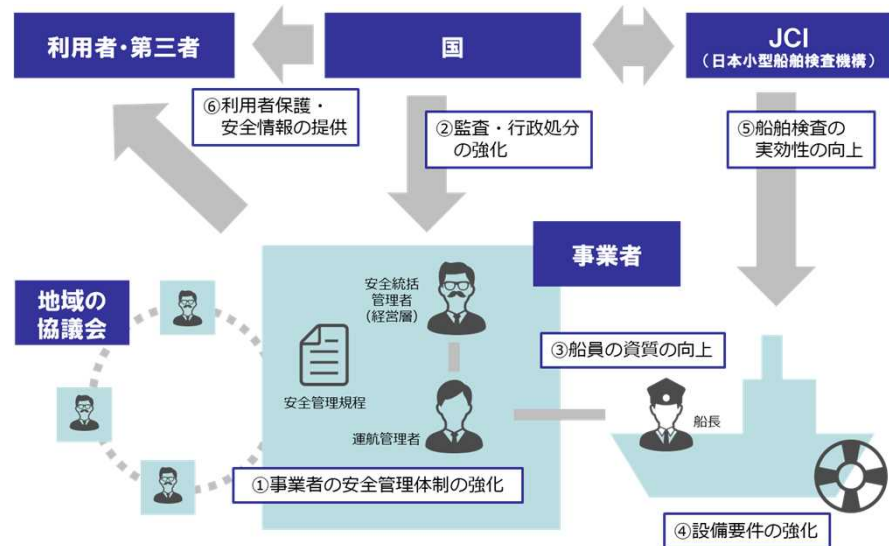 利用者・第三者
国
JCI
（日本小型船舶検査機構）
⑥利用者保護・
安全情報の提供
②監査・行政処分
の強化
⑤船舶検査の
実効性の向上
事業者
地域の
協議会
安全統括
管理者
（経営層）
安全管理規程
③船員の資質の向上
運航管理者
船長
①事業者の安全管理体制の強化
④設備要件の強化